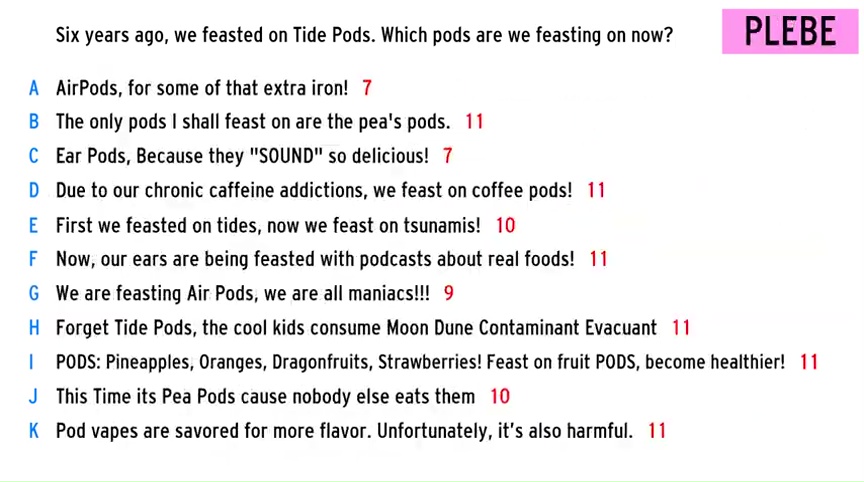 Six years ago, we feasted on Tide Pods. Which pods are we feasting on now?
PLEBE
A AirPods, for some of that extra iron! 7
B The only pods I shall feast on are the pea's pods. 11
C Ear Pods, Because they "SOUND" so delicious! 7
D Due to our chronic caffeine addictions, we feast on coffee pods! 11
E First we feasted on tides, now we feast on tsunamis! 10
F Now, our ears are being feasted with podcasts about real foods! 11
G We are feasting Air Pods, we are all maniacs!!! 9
H Forget Tide Pods, the cool kids consume Moon Dune Contaminant Evacuant 11
I PODS: Pineapples, Oranges, Dragonfruits, Strawberries! Feast on fruit PODS, become healthier! 11
J This Time its Pea Pods cause nobody else eats them 10
K Pod vapes are savored for more flavor. Unfortunately, it's also harmful. 11